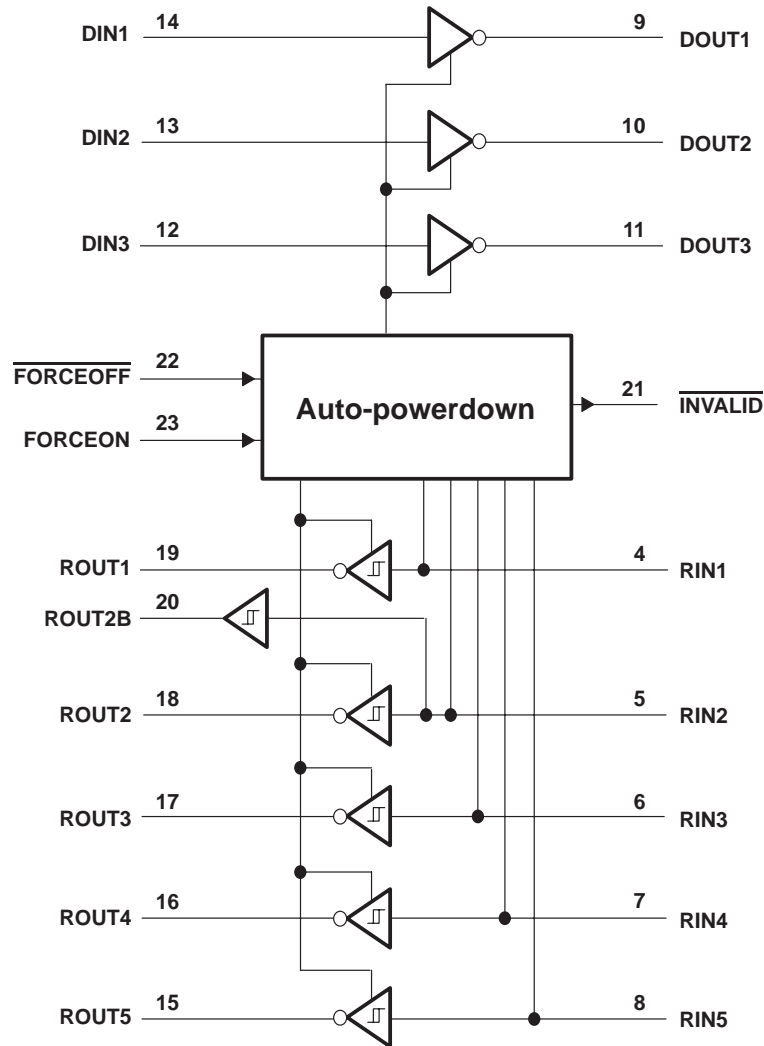 DIN1 14 9 DOUT1
DIN2 13 10 DOUT2
DIN3 12 11 DOUT3
FORCEOFF 22
Auto-powerdown
21 INVALID
FORCEON 23
ROUT1 19 4 RIN1
ROUT2B 20
ROUT2 18 5 RIN2
ROUT3 17 6 RIN3
ROUT4 16 7 RIN4
ROUT5 15 8 RIN5